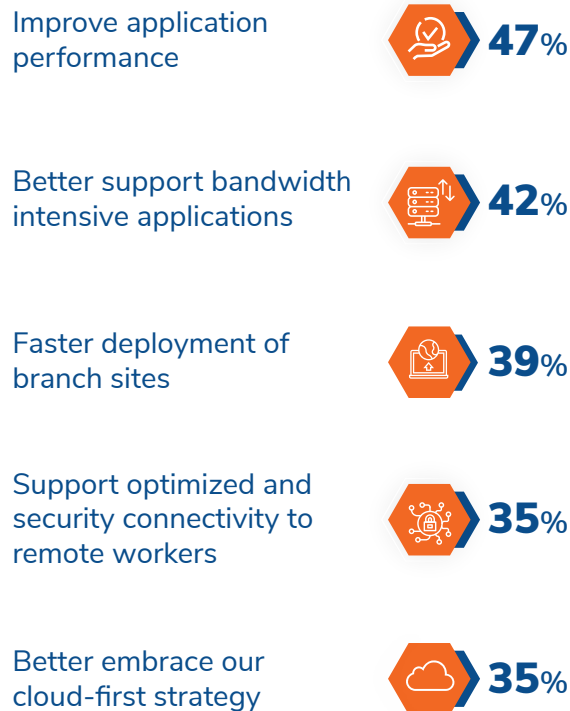 Improve application
performance
47%
Better support bandwidth
intensive applications
42%
Faster deployment of
branch sites
39%
Support optimized and
security connectivity to
remote workers
35%
Better embrace our
cloud-first strategy
35%